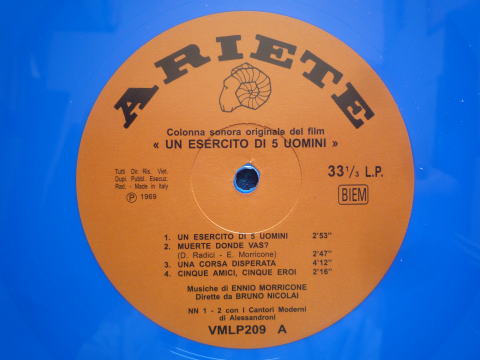 ARIETE
Colonna sonora originale del film
« UN ESERCITO DI 5 UOMINI »
Tutti Dir. Ris. Viet.
Dupl. Pubbl. Esecuz.
Rad. - Made in Italy
Ⓟ 1969
33 1/3 L.P.
BIEM
1. UN ESERCITO DI 5 UOMINI 2'53"
2. MUERTE DONDE VAS?
(D. Radici - E. Morricone) 2'47"
3. UNA CORSA DISPERATA 4'12"
4. CINQUE AMICI, CINQUE EROI 2'16"
Musiche di ENNIO MORRICONE
Dirette da BRUNO NICOLAI
NN 1 - 2 con I Cantori Moderni
di Alessandroni
VMLP209 A